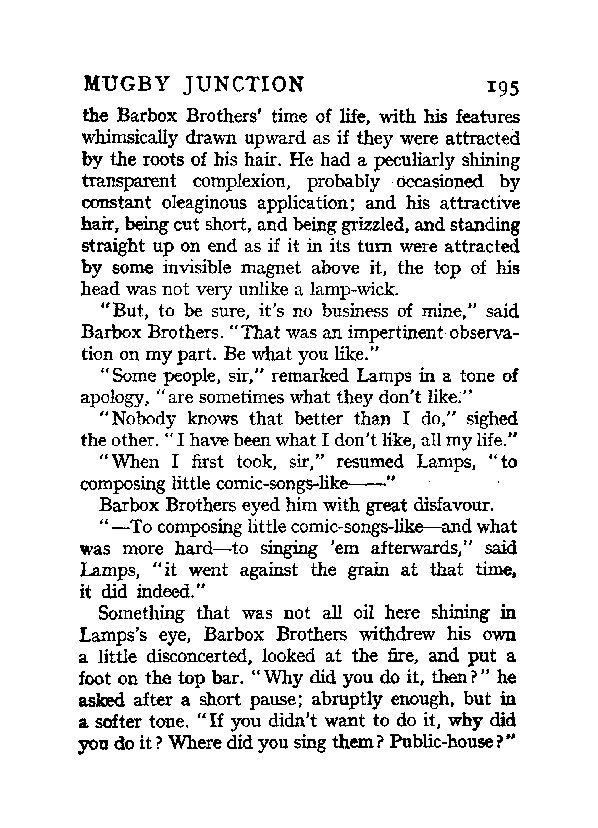 MUGBY JUNCTION 195
the Barbox Brothers' time of life, with his features
whimsically drawn upward as if they were attracted
by the roots of his hair. He had a peculiarly shining
transparent complexion, probably occasioned by
constant oleaginous application; and his attractive
hair, being cut short, and being grizzled, and standing
straight up on end as if it in its turn were attracted
by some invisible magnet above it, the top of his
head was not very unlike a lamp-wick.
"But, to be sure, it's no business of mine," said
Barbox Brothers. "That was an impertinent observa-
tion on my part. Be what you like."
"Some people, sir," remarked Lamps in a tone of
apology, "are sometimes what they don't like."
"Nobody knows that better than I do," sighed
the other. "I have been what I don't like, all my life."
"When I first took, sir," resumed Lamps, "to
composing little comic-songs-like——"
Barbox Brothers eyed him with great disfavour.
"—To composing little comic-songs-like—and what
was more hard—to singing 'em afterwards," said
Lamps, "it went against the grain at that time,
it did indeed."
Something that was not all oil here shining in
Lamps's eye, Barbox Brothers withdrew his own
a little disconcerted, looked at the fire, and put a
foot on the top bar. "Why did you do it, then?" he
asked after a short pause; abruptly enough, but in
a softer tone. "If you didn't want to do it, why did
you do it? Where did you sing them? Public-house?"